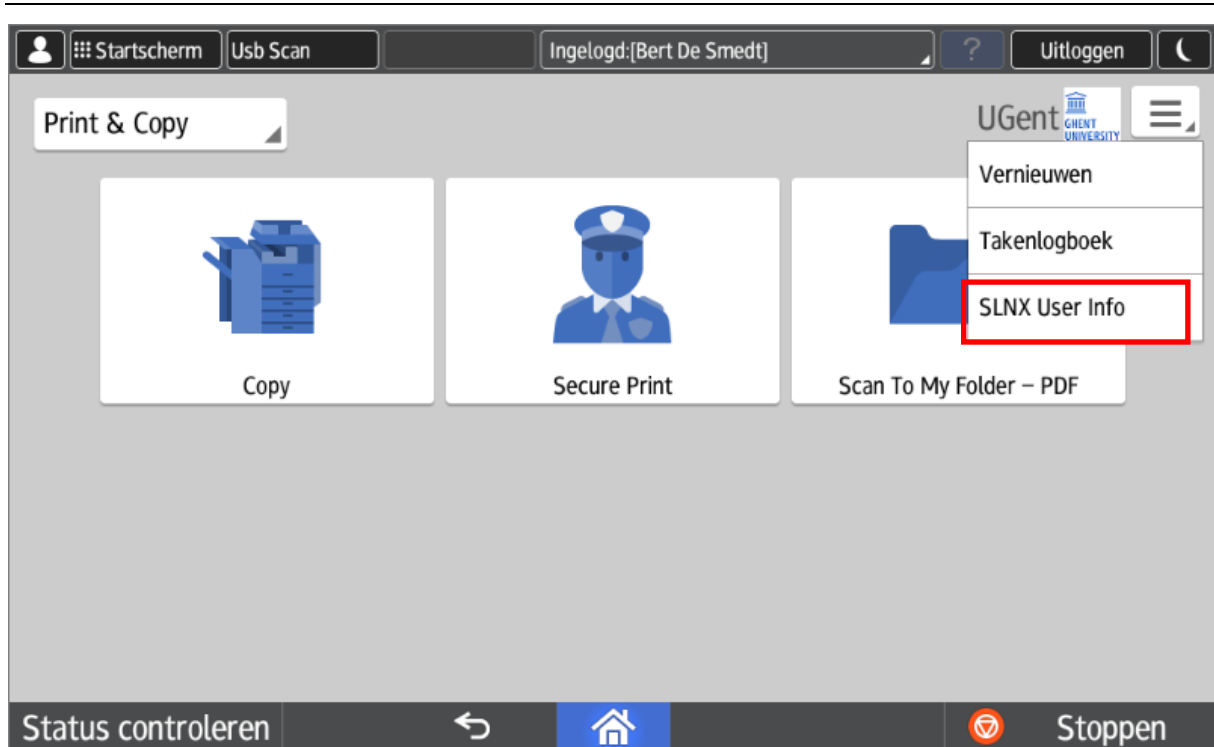 Startscherm
Usb Scan
Ingelogd:[Bert De Smedt]
?
Uitloggen
Print & Copy
UGent
GHENT
UNIVERSITY
Vernieuwen
Takenlogboek
SLNX User Info
Copy
Secure Print
Scan To My Folder – PDF
Status controleren
Stoppen